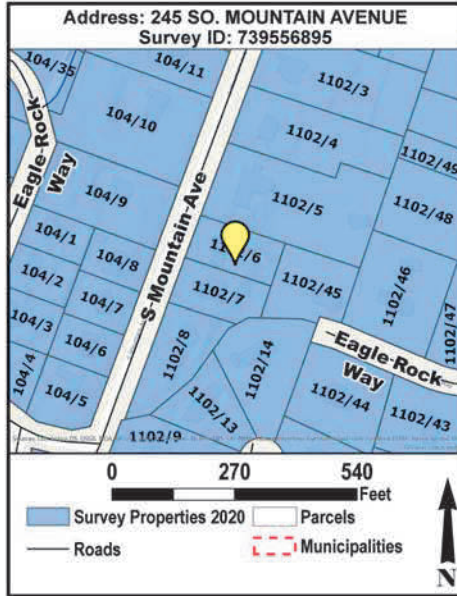 Address: 245 SO. MOUNTAIN AVENUE
Survey ID: 739556895
104/35
104/11
1102/3
104/10
1102/4
1102/49
Eagle-Rock
Way
S-Mountain-Ave
104/9
1102/5
1102/48
104/1
104/8
104/2
1102/7
1102/45
1102/46
104/7
104/3
1102/47
104/6
1102/8
1102/14
Eagle-Rock
Way
104/4
104/5
1102/13
1102/44
1102/43
1102/9
0 270 540
Feet
Survey Properties 2020
Parcels
Roads
Municipalities
N